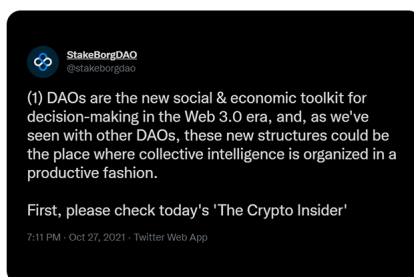 StakeBorgDAO
@stakeborgdao
(1) DAOs are the new social & economic toolkit for
decision-making in the Web 3.0 era, and, as we've
seen with other DAOs, these new structures could be
the place where collective intelligence is organized in a
productive fashion.
First, please check today's 'The Crypto Insider'
7:11 PM · Oct 27, 2021 · Twitter Web App